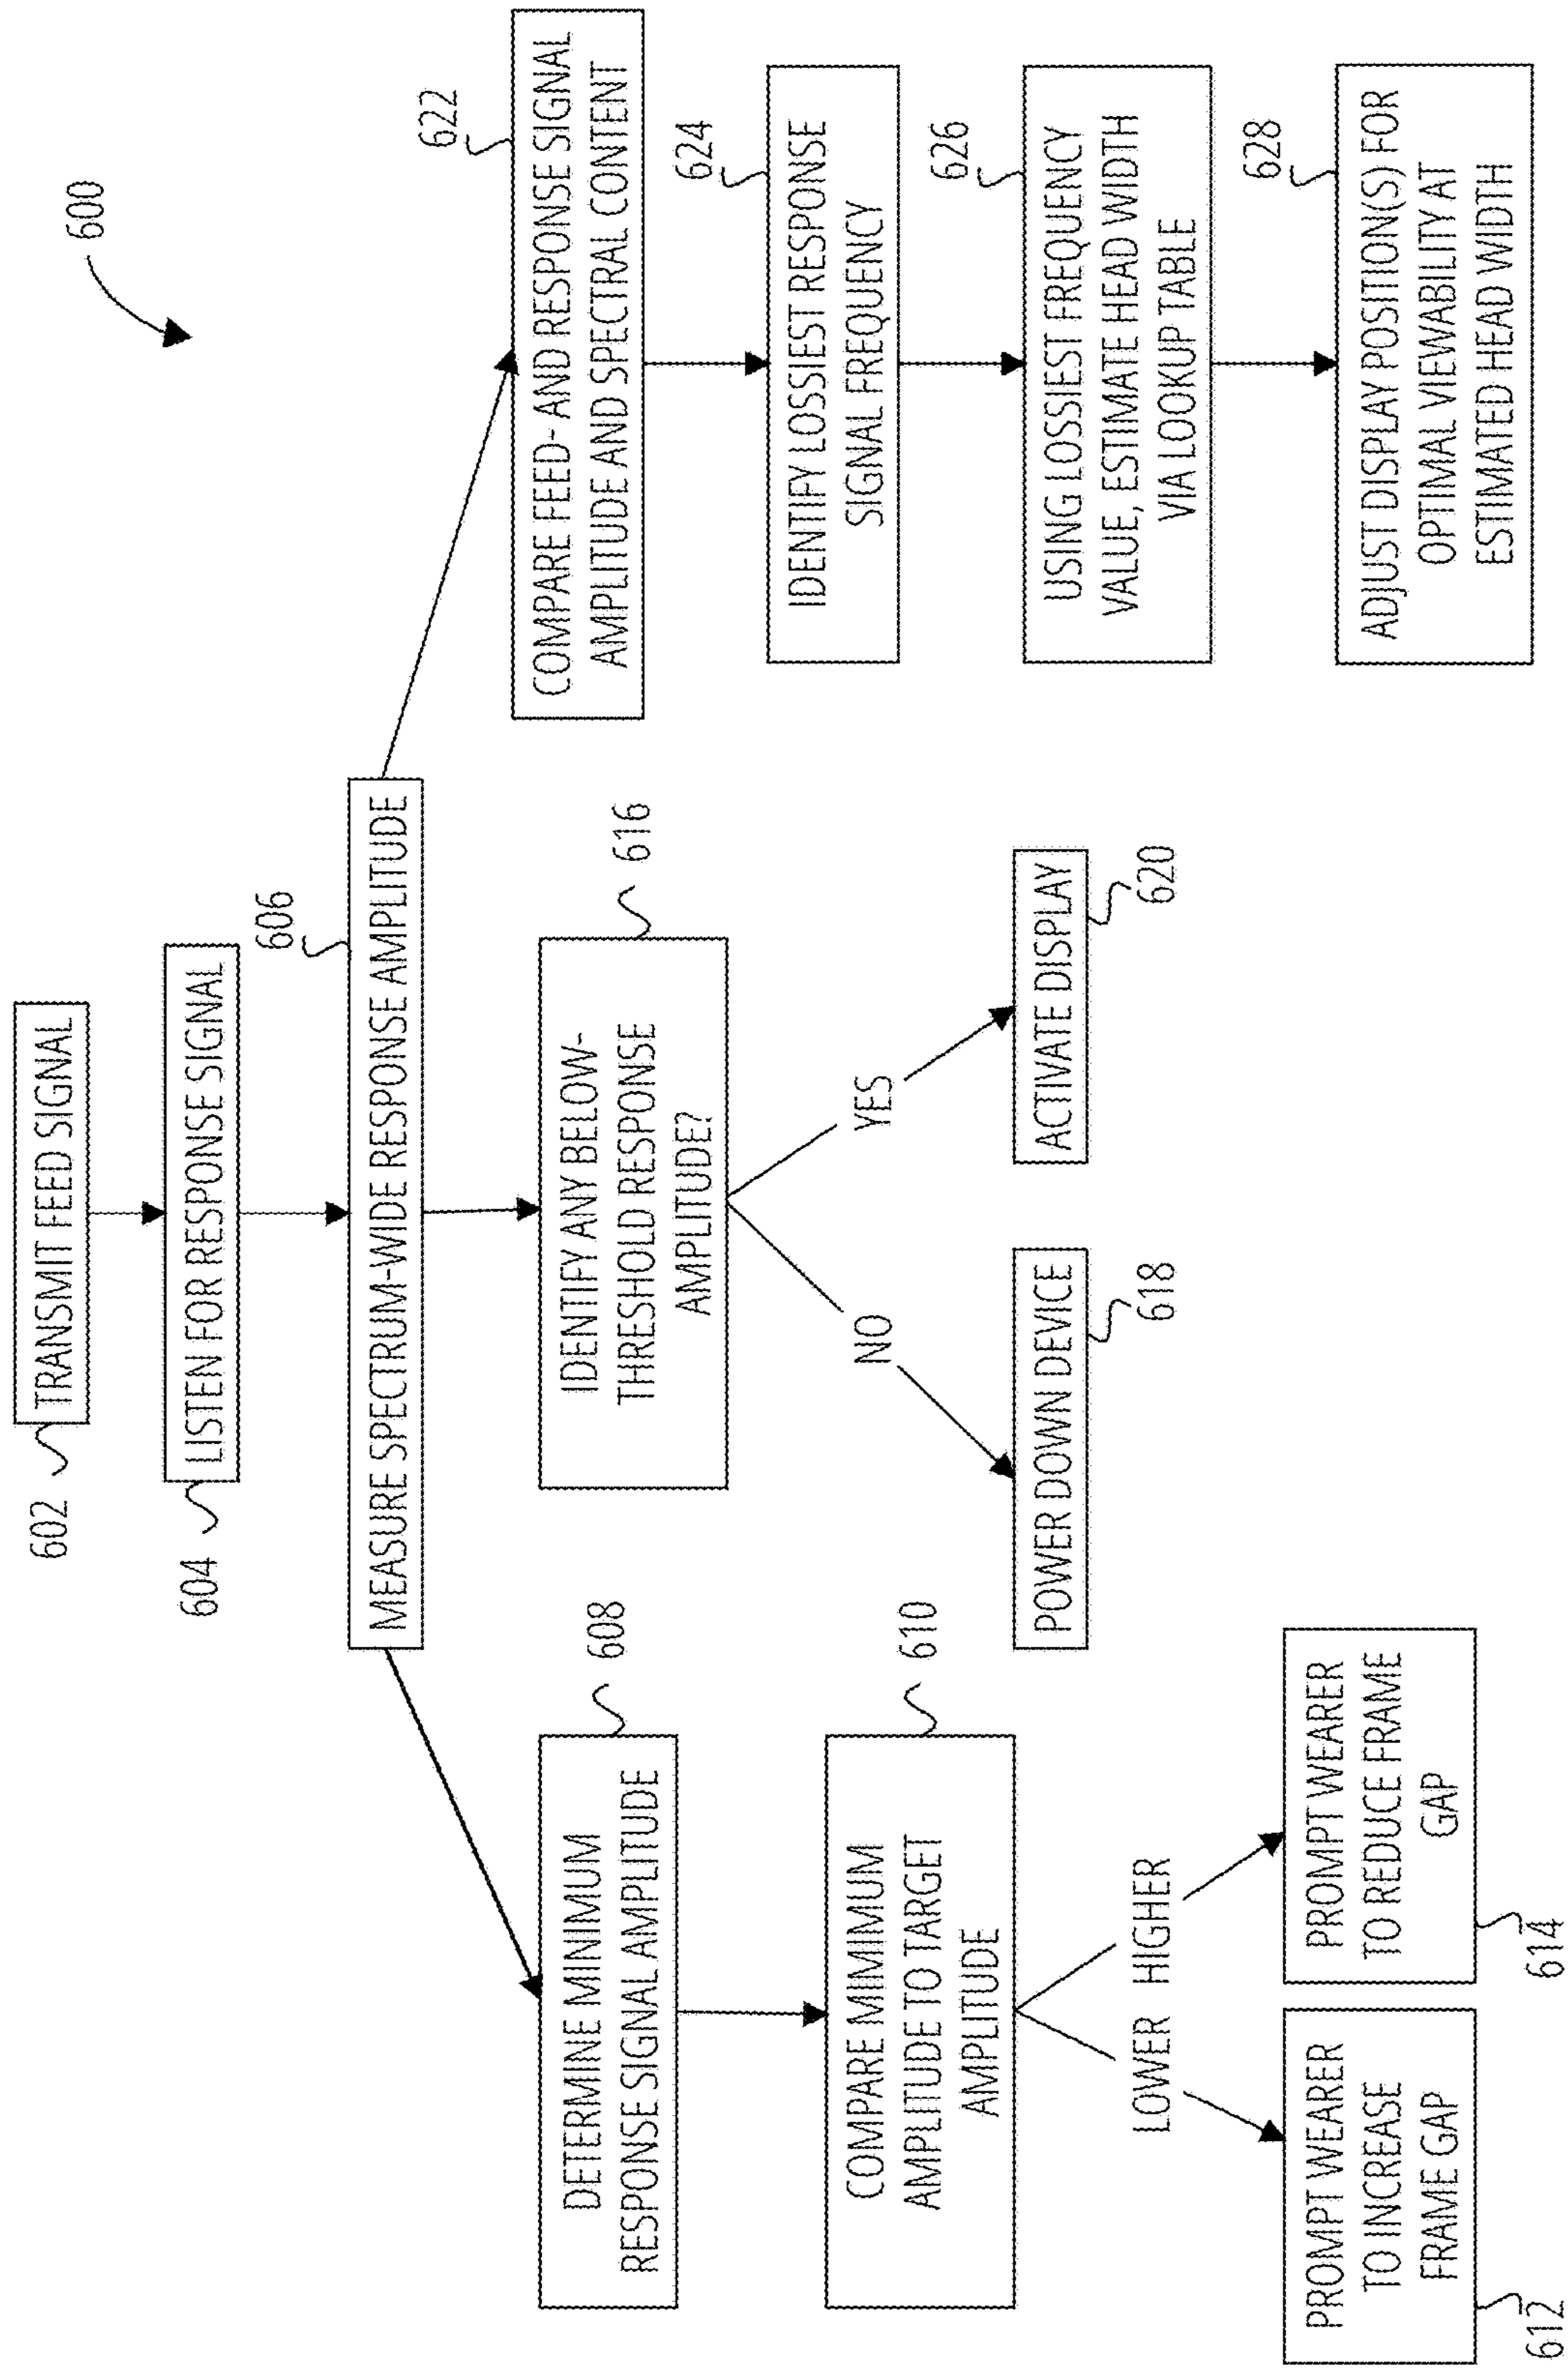 600
602
TRANSMIT FEED SIGNAL
604
LISTEN FOR RESPONSE SIGNAL
606
MEASURE SPECTRUM-WIDE RESPONSE AMPLITUDE
608
DETERMINE MINIMUM
RESPONSE SIGNAL AMPLITUDE
610
COMPARE MIMIMUM
AMPLITUDE TO TARGET
AMPLITUDE
LOWER
HIGHER
PROMPT WEARER
TO INCREASE
FRAME GAP
612
PROMPT WEARER
TO REDUCE FRAME
GAP
614
616
IDENTIFY ANY BELOW-
THRESHOLD RESPONSE
AMPLITUDE?
NO
YES
POWER DOWN DEVICE
618
ACTIVATE DISPLAY
620
622
COMPARE FEED- AND RESPONSE SIGNAL
AMPLITUDE AND SPECTRAL CONTENT
624
IDENTIFY LOSSIEST RESPONSE
SIGNAL FREQUENCY
626
USING LOSSIEST FREQUENCY
VALUE, ESTIMATE HEAD WIDTH
VIA LOOKUP TABLE
628
ADJUST DISPLAY POSITION(S) FOR
OPTIMAL VIEWABILITY AT
ESTIMATED HEAD WIDTH